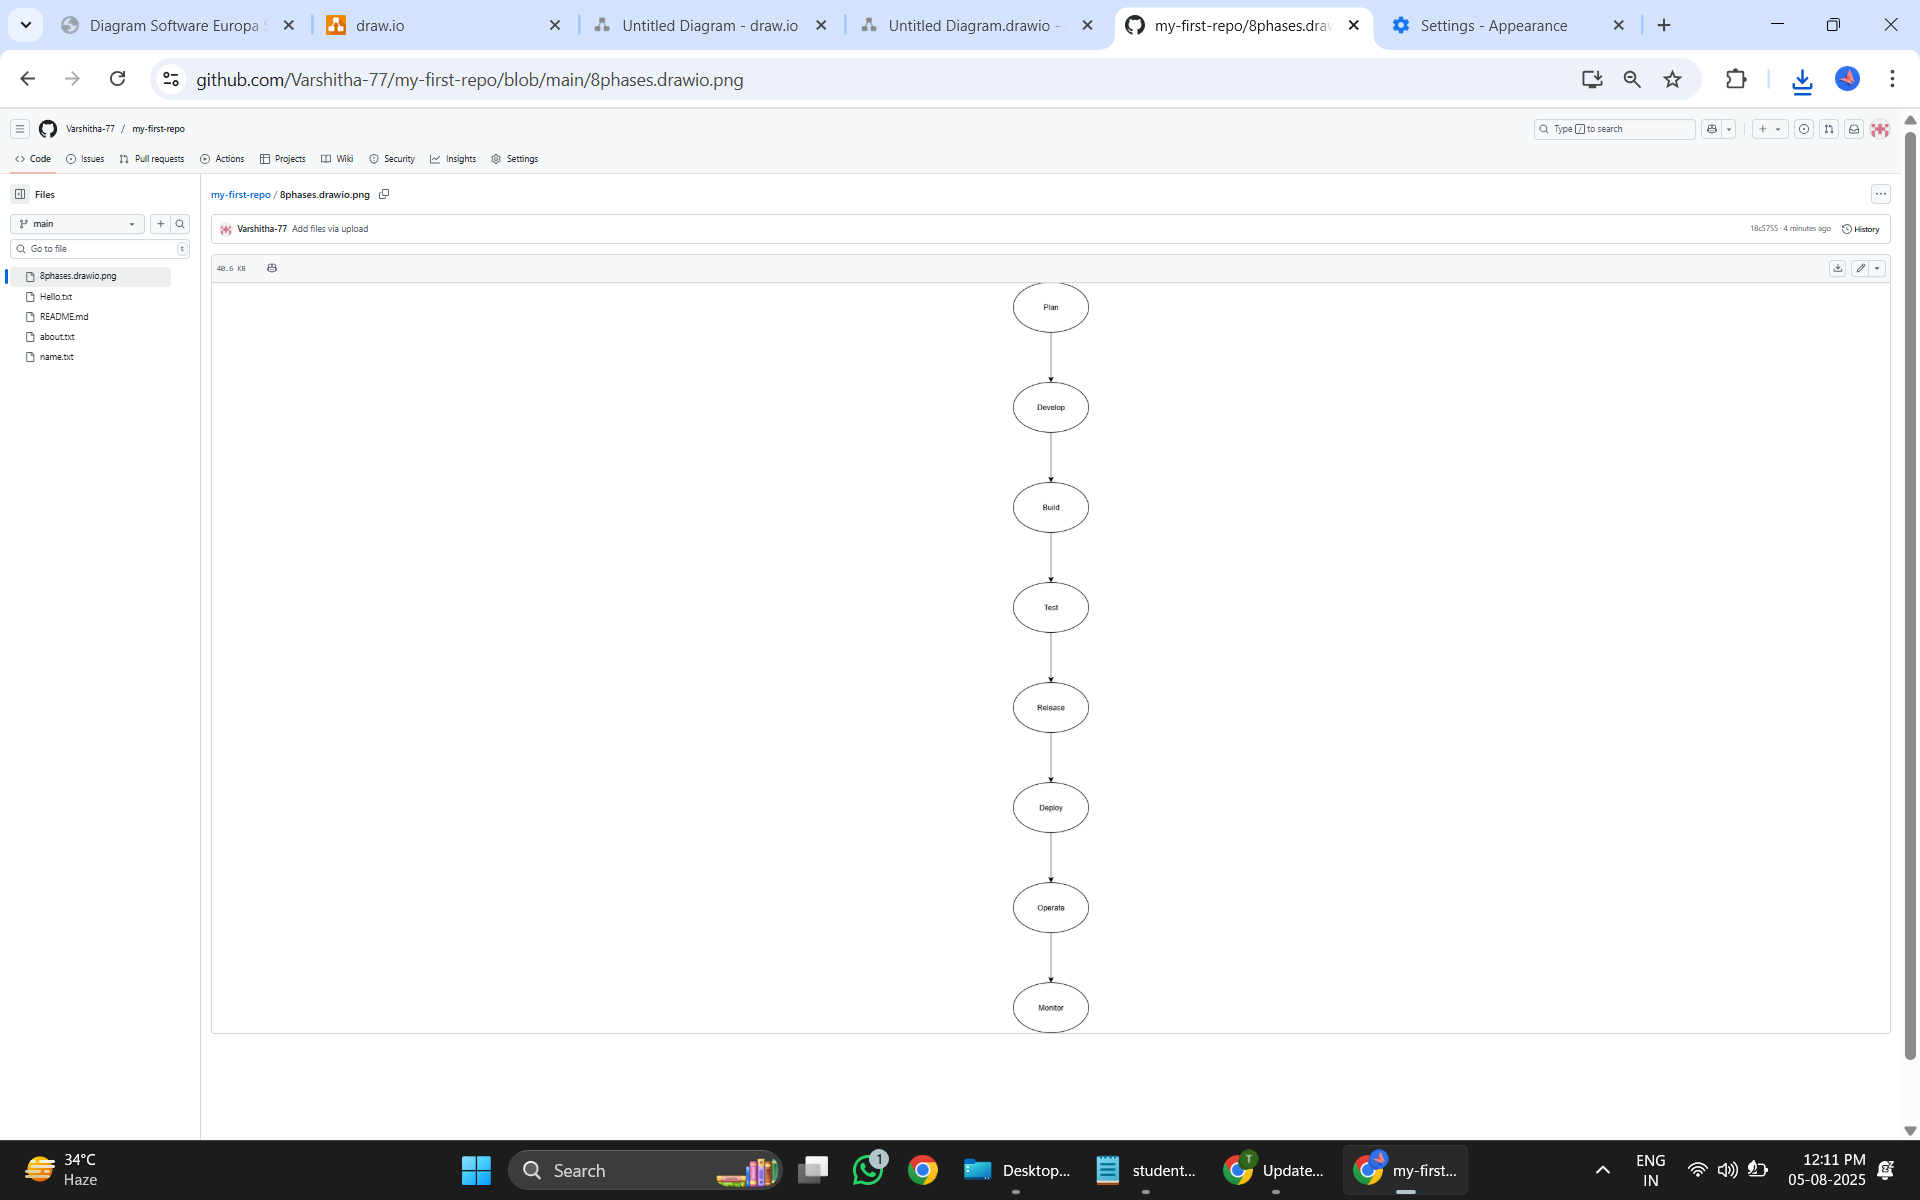 Diagram Software Europa S
draw.io
Untitled Diagram - draw.io
Untitled Diagram.drawio -
my-first-repo/8phases.draw
Settings - Appearance
github.com/Varshitha-77/my-first-repo/blob/main/8phases.drawio.png
Varshitha-77 / my-first-repo
Type / to search
Code
Issues
Pull requests
Actions
Projects
Wiki
Security
Insights
Settings
Files
my-first-repo / 8phases.drawio.png
main
Varshitha-77 Add files via upload
18c5755 · 4 minutes ago
History
Go to file
t
40.6 KB
8phases.drawio.png
Hello.txt
README.md
about.txt
name.txt
Plan
Develop
Build
Test
Release
Deploy
Operate
Monitor
34°C
Haze
Search
1
Desktop...
student...
T
Update...
my-first...
ENG
IN
12:11 PM
05-08-2025